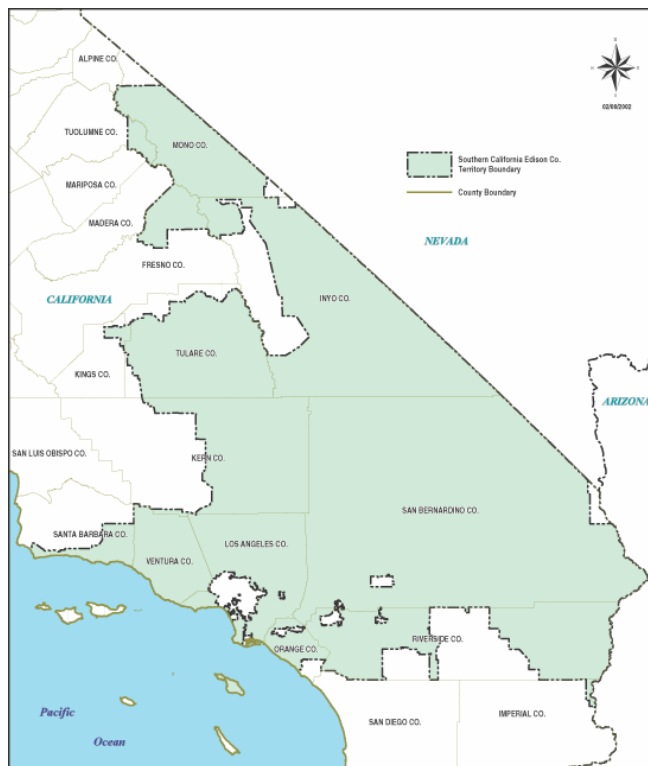 ALPINE CO.
02/08/2002
TUOLUMNE CO.
MONO CO.
Southern California Edison Co.
Territory Boundary
MARIPOSA CO.
County Boundary
MADERA CO.
NEVADA
FRESNO CO.
CALIFORNIA
INYO CO.
TULARE CO.
KINGS CO.
ARIZONA
SAN LUIS OBISPO CO.
KERN CO.
SAN BERNARDINO CO.
SANTA BARBARA CO.
LOS ANGELES CO.
VENTURA CO.
RIVERSIDE CO.
ORANGE CO.
Pacific
Ocean
SAN DIEGO CO.
IMPERIAL CO.